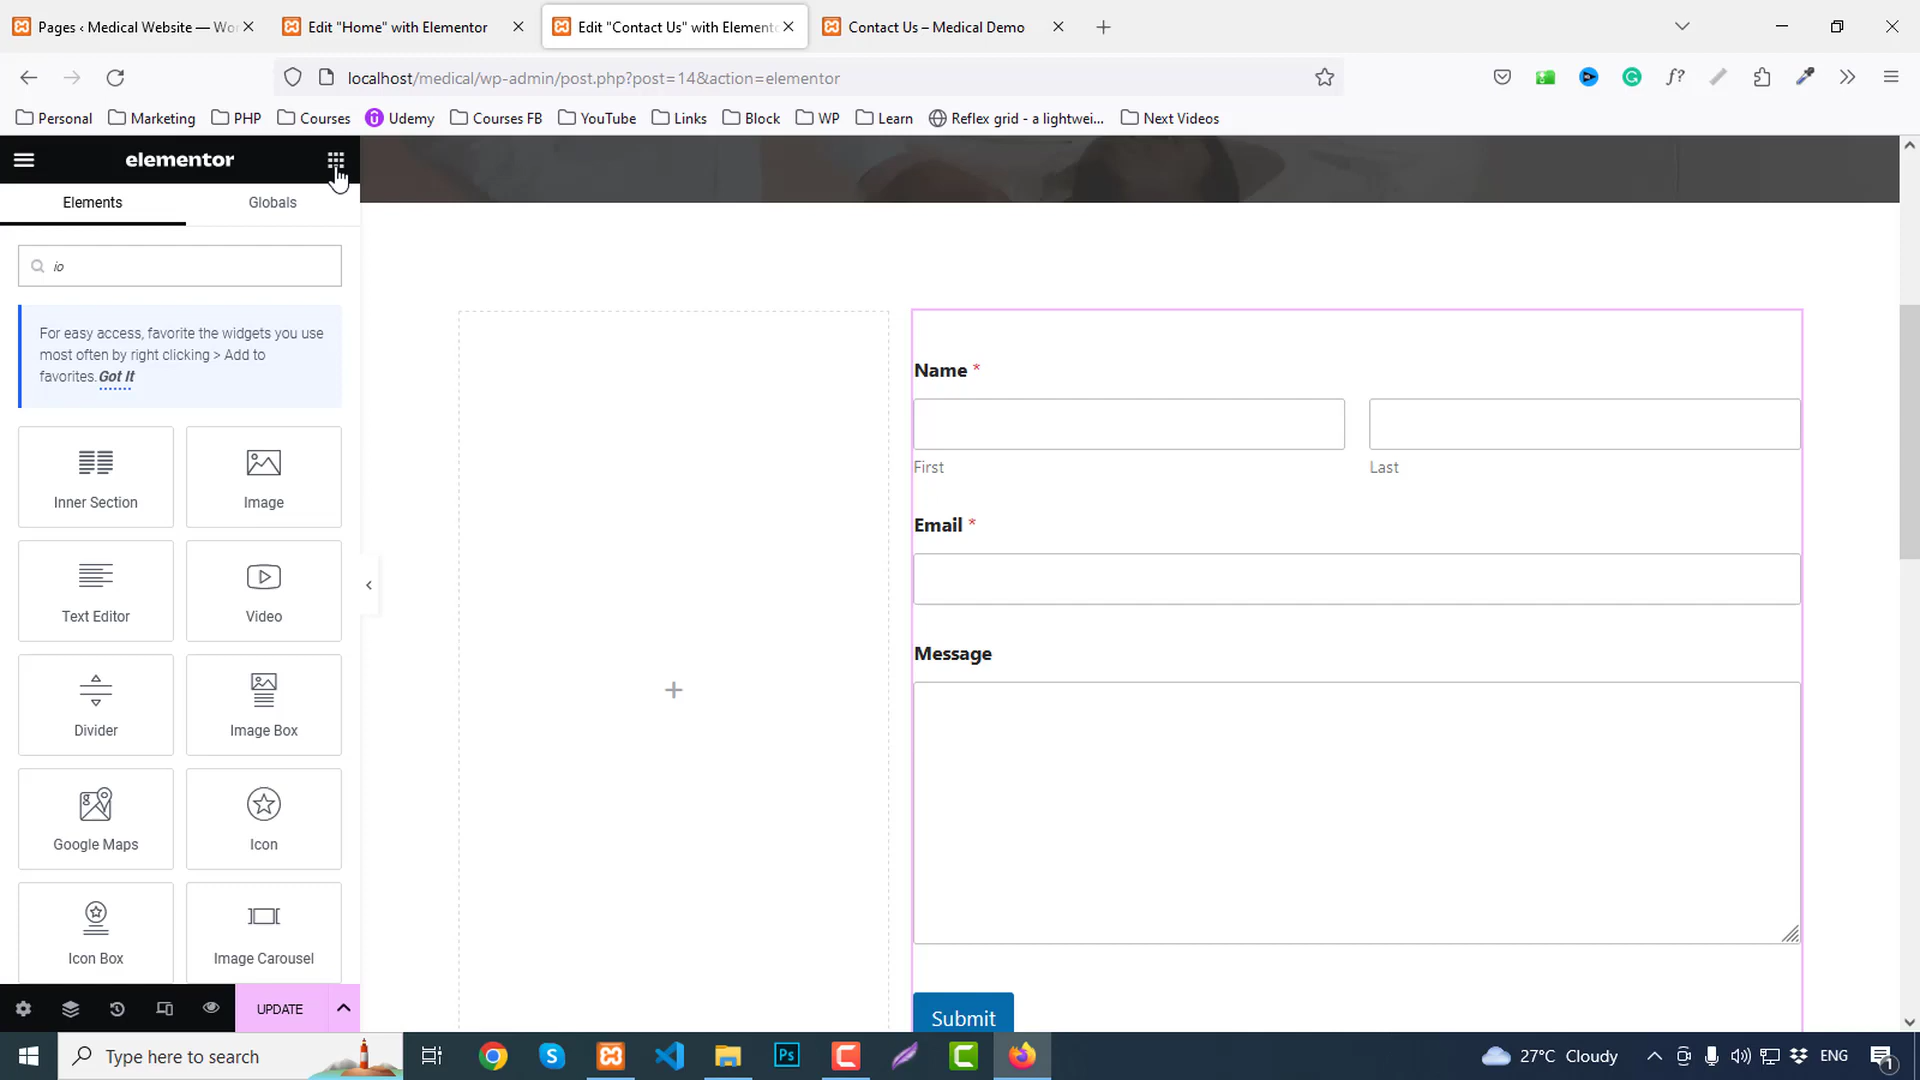 Pages ‹ Medical Website — Wo
Edit "Home" with Elementor
Edit "Contact Us" with Elemento
Contact Us – Medical Demo
localhost/medical/wp-admin/post.php?post=14&action=elementor
f?
Personal
Marketing
PHP
Courses
Udemy
Courses FB
YouTube
Links
Block
WP
Learn
Reflex grid - a lightwei...
Next Videos
elementor
Elements
Globals
io
For easy access, favorite the widgets you use
most often by right clicking > Add to
favorites. Got It
Inner Section
Image
Text Editor
Video
Divider
Image Box
Google Maps
Icon
Icon Box
Image Carousel
UPDATE
Name *
First
Last
Email *
Message
Submit
Type here to search
Ps
27°C Cloudy
ENG
1